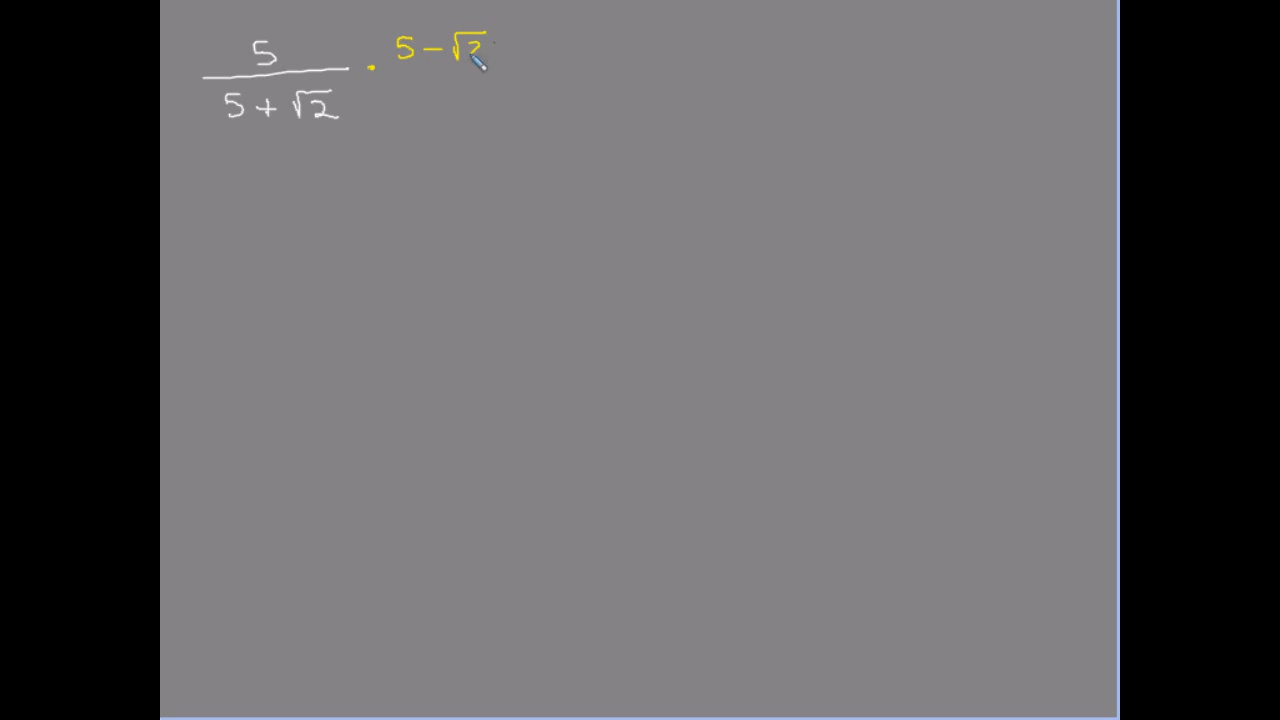 5 / (5 + √2) · 5 − √2